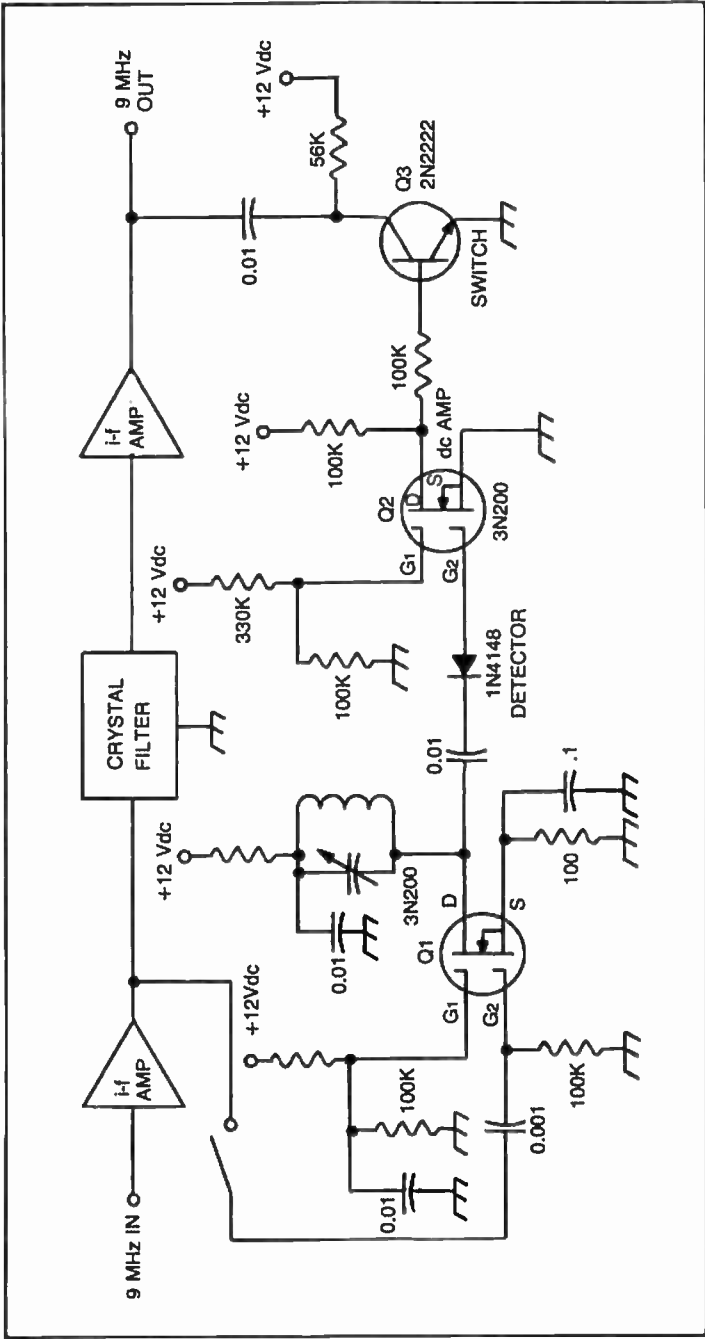 9 MHz IN
i-f
AMP
CRYSTAL
FILTER
i-f
AMP
9 MHz
OUT
+12Vdc
100K
0.01
0.001
G1
G2
100K
Q1
D
S
100
.1
+12 Vdc
0.01
3N200
0.01
1N4148
DETECTOR
+12 Vdc
330K
100K
G1
G2
Q2
D
S
dc AMP
3N200
+12 Vdc
100K
100K
0.01
56K
+12 Vdc
Q3
2N2222
SWITCH